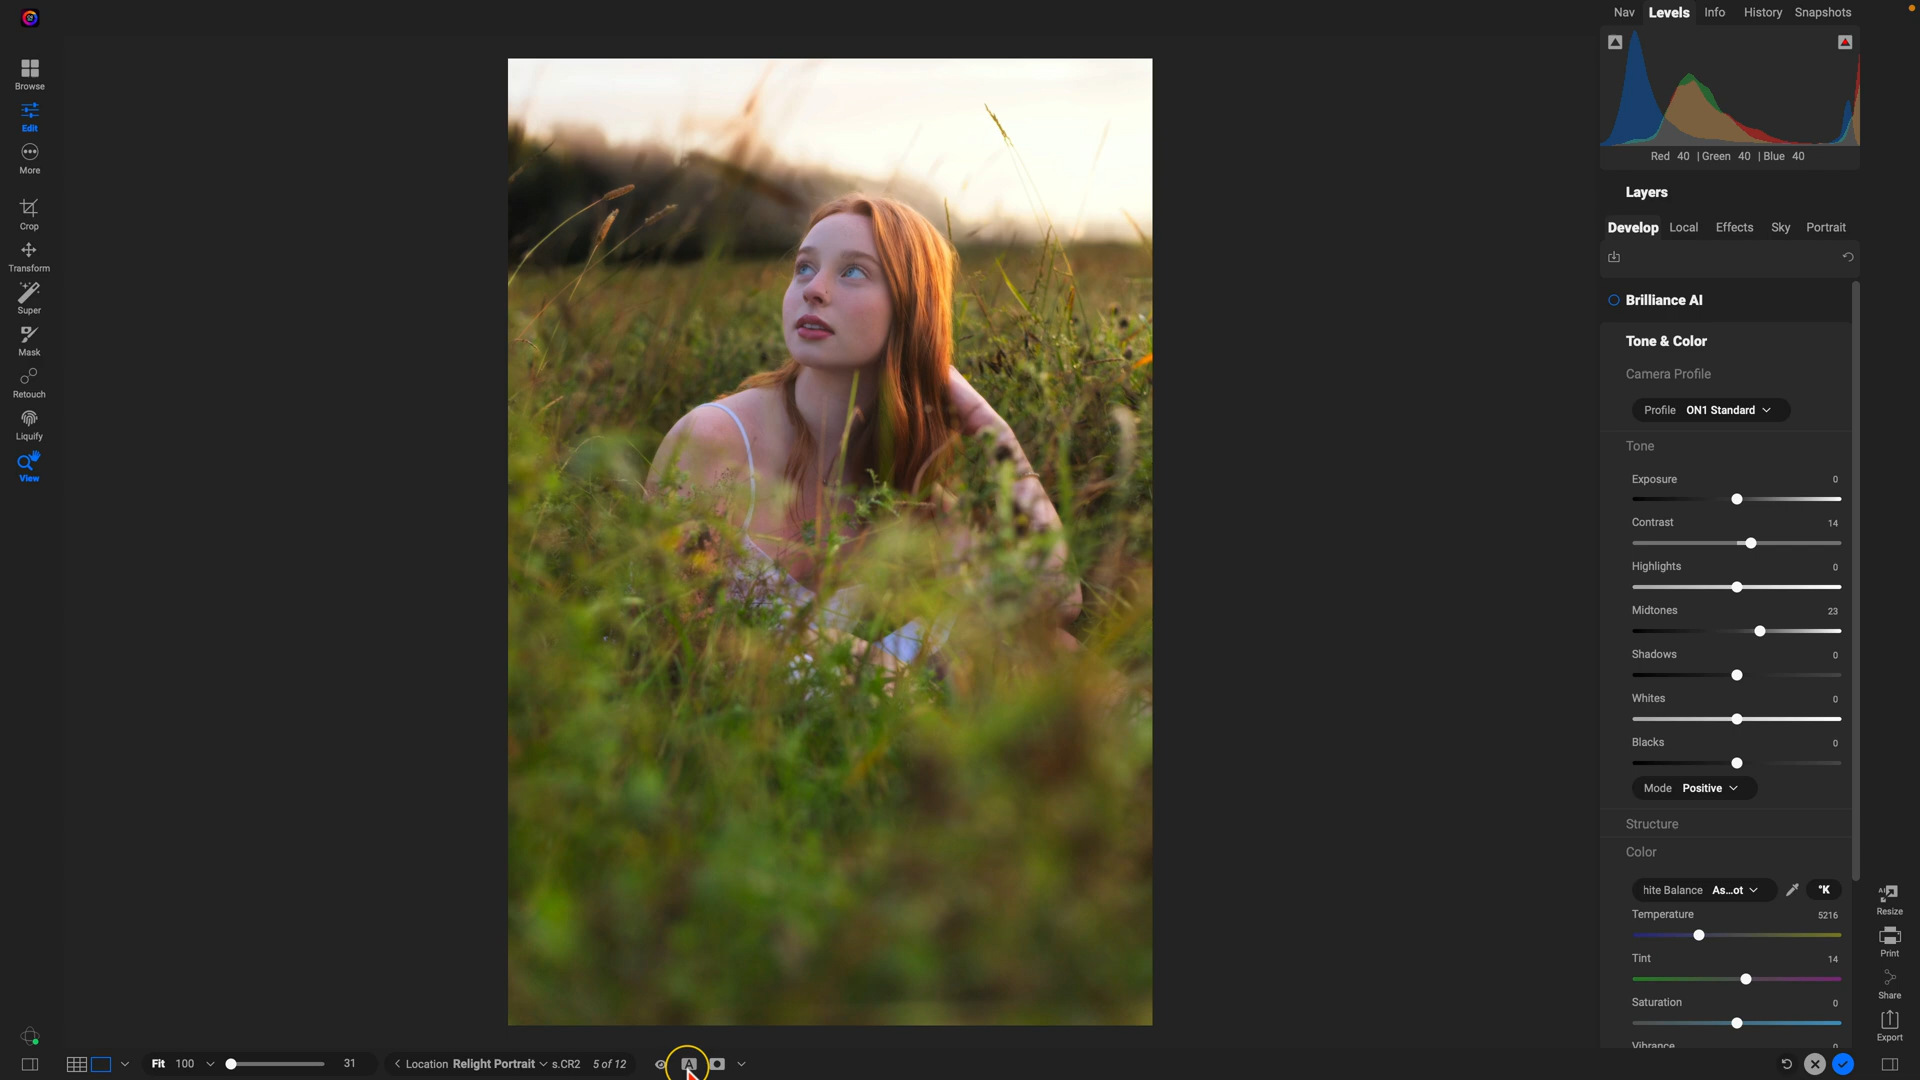 Nav Levels Info History Snapshots
Red 40 | Green 40 | Blue 40
Browse
Edit
More
Crop
Transform
Super
Mask
Retouch
Liquify
View
Layers
Develop Local Effects Sky Portrait
Brilliance AI
Tone & Color
Camera Profile
Profile ON1 Standard
Tone
Exposure 0
Contrast 14
Highlights 0
Midtones 23
Shadows 0
Whites 0
Blacks 0
Mode Positive
Structure
Color
hite Balance As...ot °K
Temperature 5216
Tint 14
Saturation 0
Vibrance 0
AI
Resize
Print
Share
Export
Fit 100 31 Location Relight Portrait s.CR2 5 of 12 A